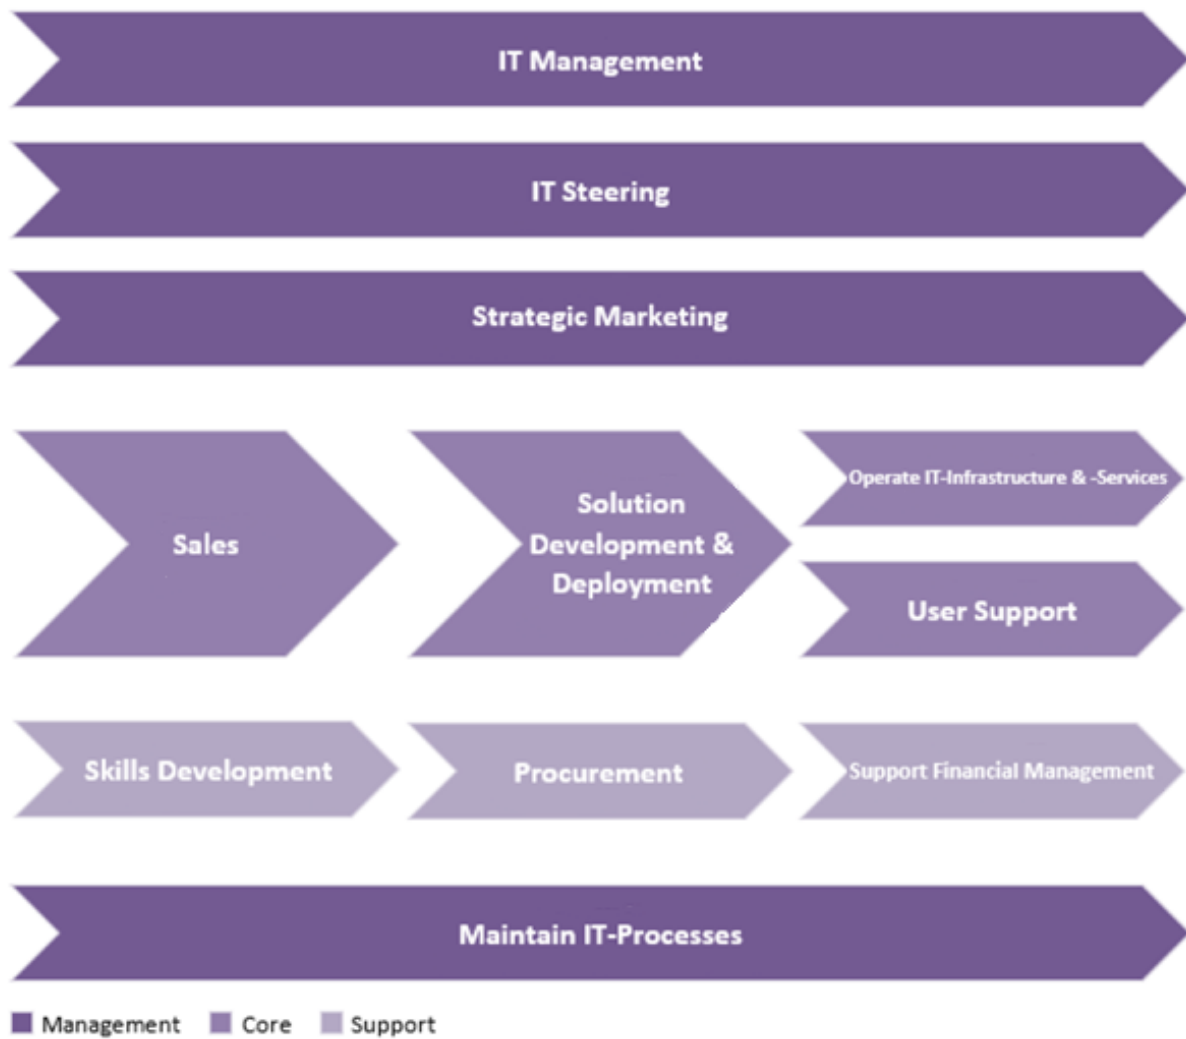 IT Management
IT Steering
Strategic Marketing
Sales
Solution
Development &
Deployment
Operate IT-Infrastructure & -Services
User Support
Skills Development
Procurement
Support Financial Management
Maintain IT-Processes
Management
Core
Support